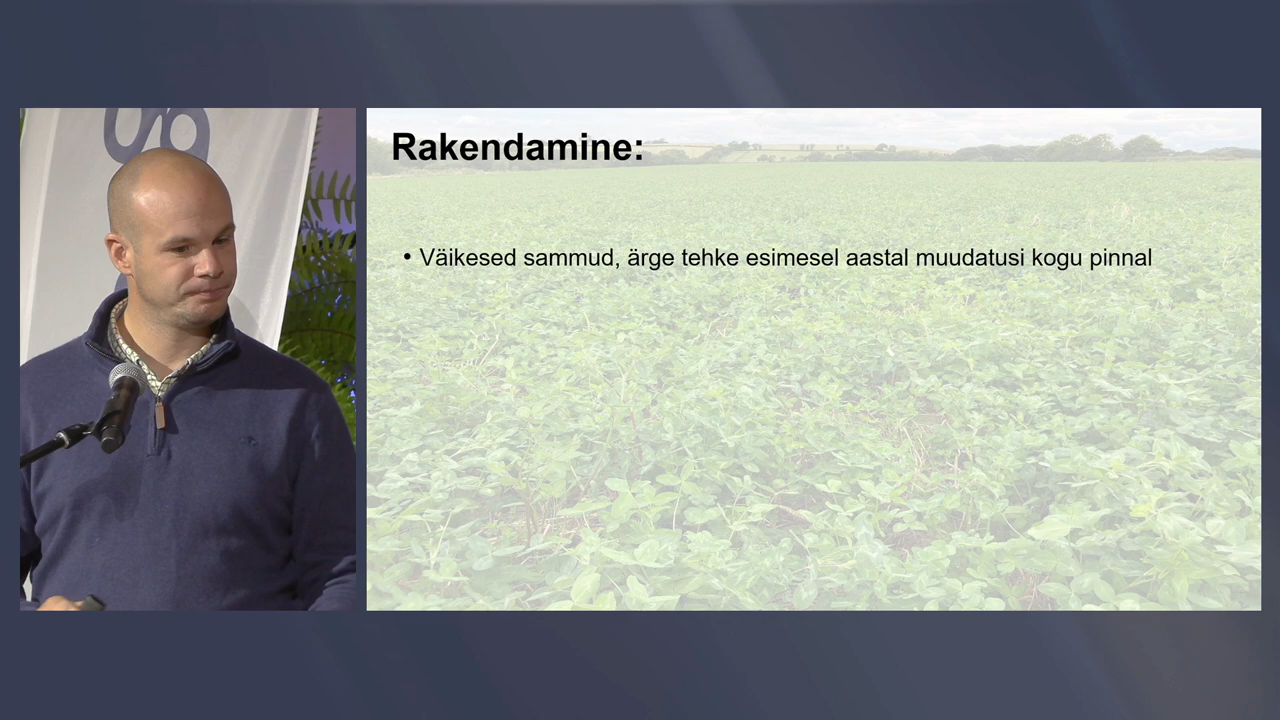 Rakendamine:
• Väikesed sammud, ärge tehke esimesel aastal muudatusi kogu pinnal